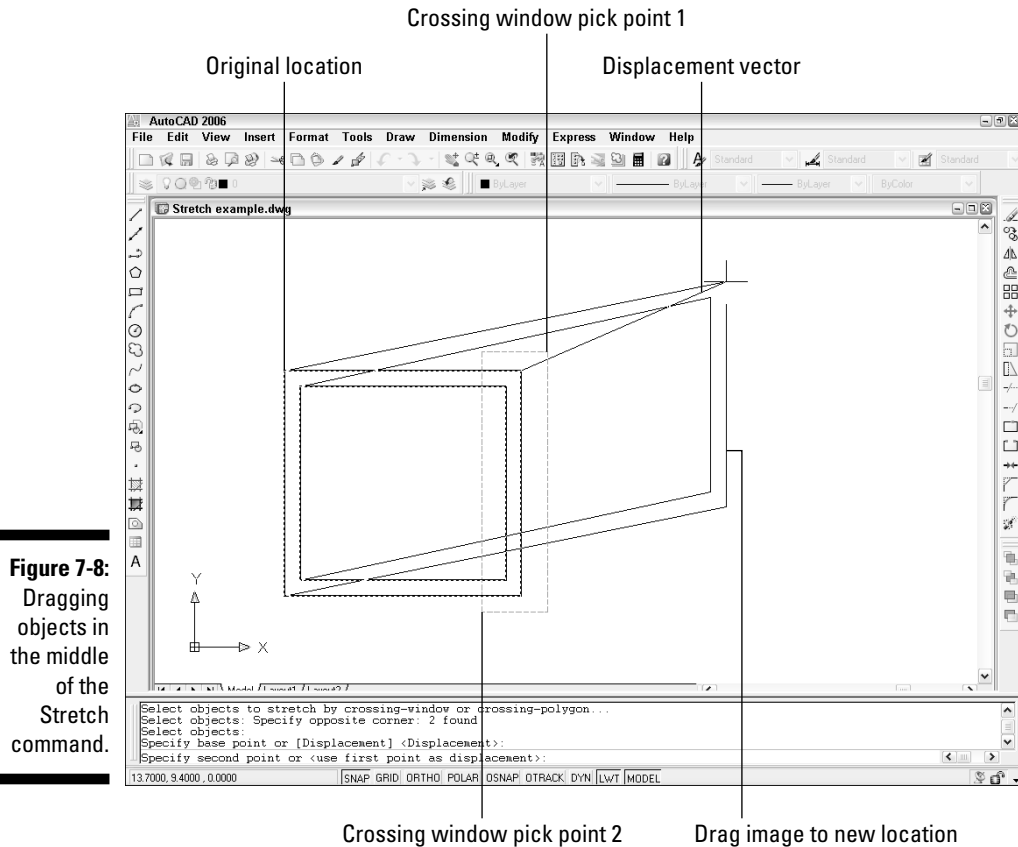 Crossing window pick point 1
Original location
Displacement vector
AutoCAD 2006
File Edit View Insert Format Tools Draw Dimension Modify Express Window Help
Standard Standard Standard
0 ByLayer ByLayer ByLayer ByColor
Stretch example.dwg
A
Y
X
Figure 7-8:
Dragging
objects in
the middle
of the
Stretch
command.
Model Layout1 Layout2
Select objects to stretch by crossing-window or crossing-polygon...
Select objects: Specify opposite corner: 2 found
Select objects:
Specify base point or [Displacement] <Displacement>:
Specify second point or <use first point as displacement>:
13.7000, 9.4000 , 0.0000 SNAP GRID ORTHO POLAR OSNAP OTRACK DYN LWT MODEL
Crossing window pick point 2
Drag image to new location